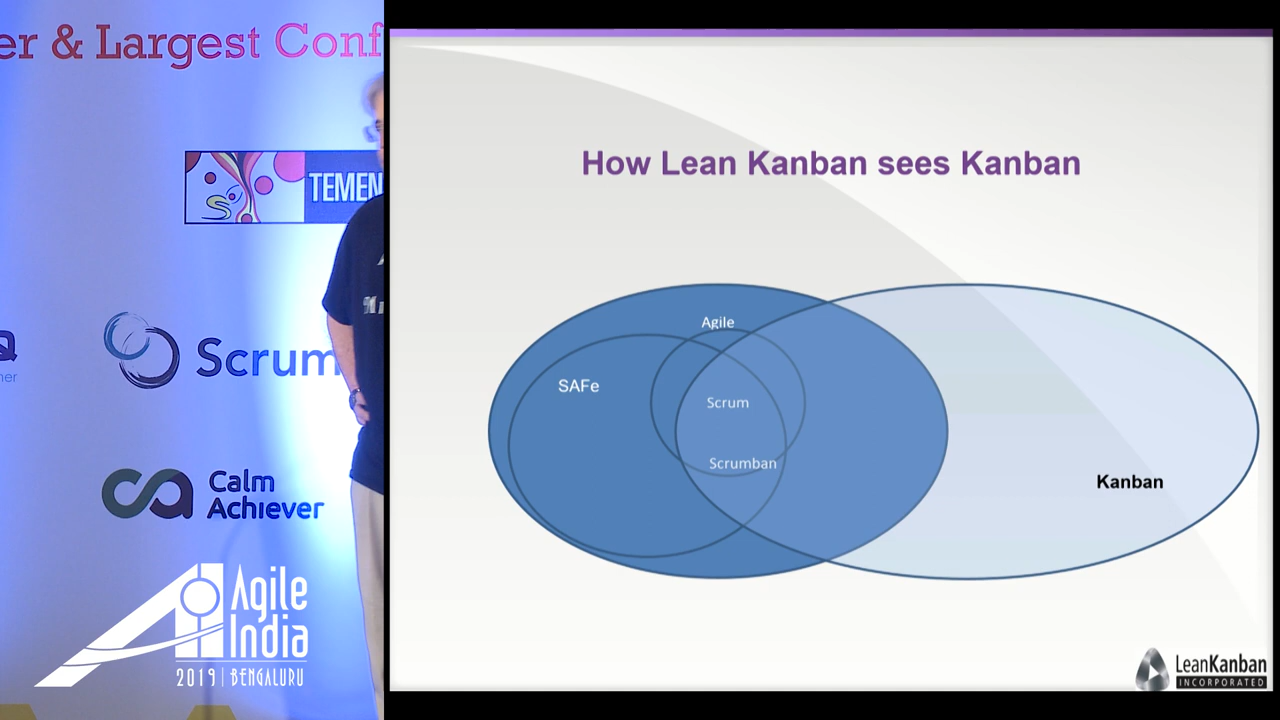 er & Largest Conf
TEMEN
Scrum
her
Calm
Achiever
Agile
India
2019 | BENGALURU
How Lean Kanban sees Kanban
Agile
SAFe
Scrum
Scrumban
Kanban
LeanKanban
INCORPORATED